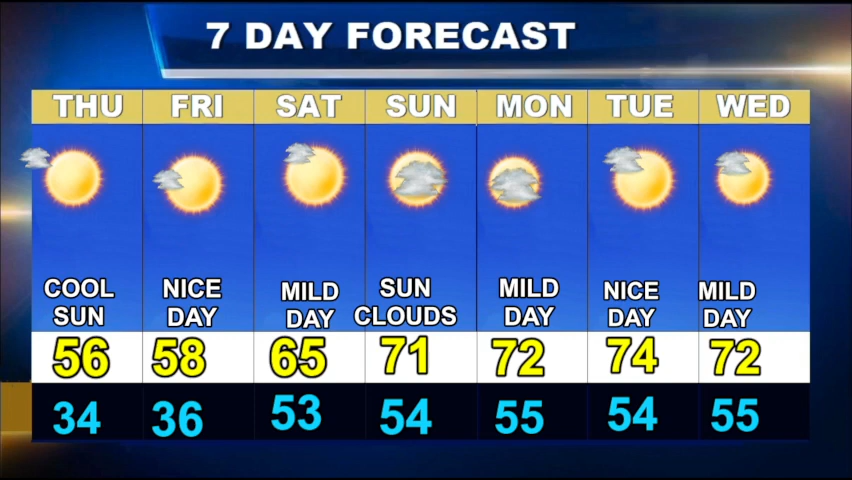 7 DAY FORECAST
THU FRI SAT SUN MON TUE WED
COOL NICE MILD SUN MILD NICE MILD
SUN DAY DAY CLOUDS DAY DAY DAY
56 58 65 71 72 74 72
34 36 53 54 55 54 55